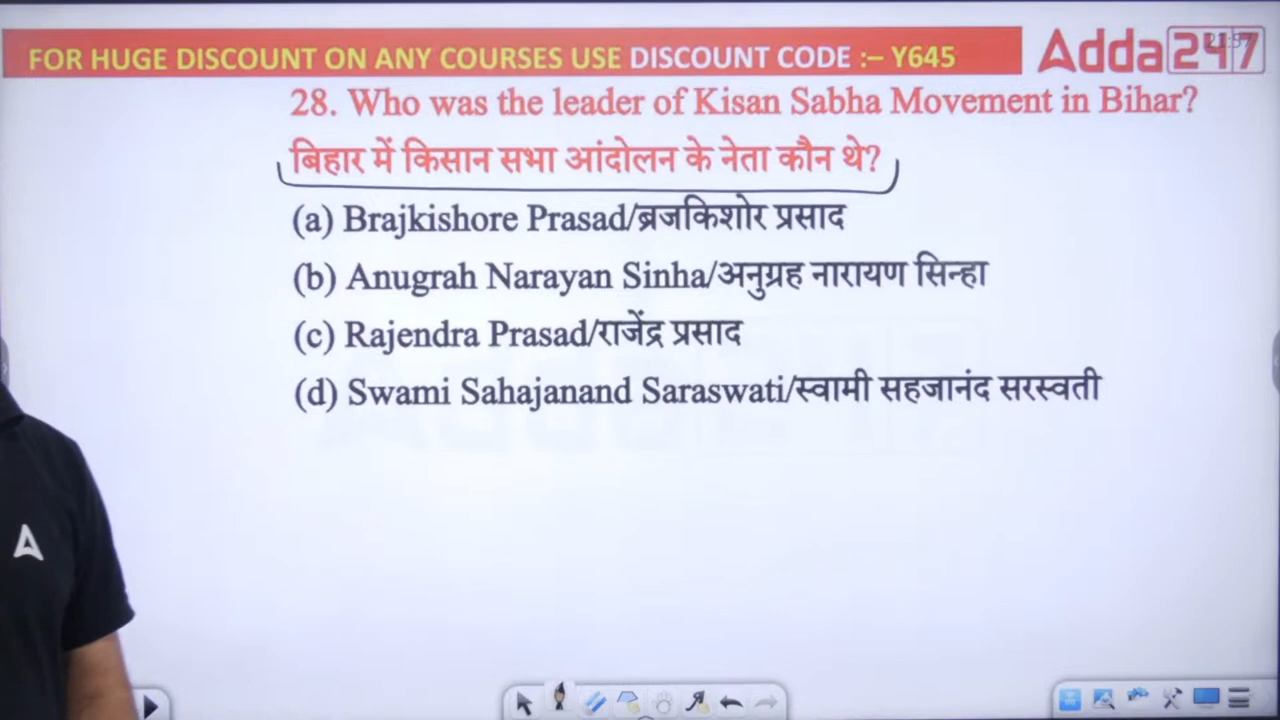 FOR HUGE DISCOUNT ON ANY COURSES USE DISCOUNT CODE :– Y645
Adda247
28. Who was the leader of Kisan Sabha Movement in Bihar?
बिहार में किसान सभा आंदोलन के नेता कौन थे?
(a) Brajkishore Prasad/ब्रजकिशोर प्रसाद
(b) Anugrah Narayan Sinha/अनुग्रह नारायण सिन्हा
(c) Rajendra Prasad/राजेंद्र प्रसाद
(d) Swami Sahajanand Saraswati/स्वामी सहजानंद सरस्वती